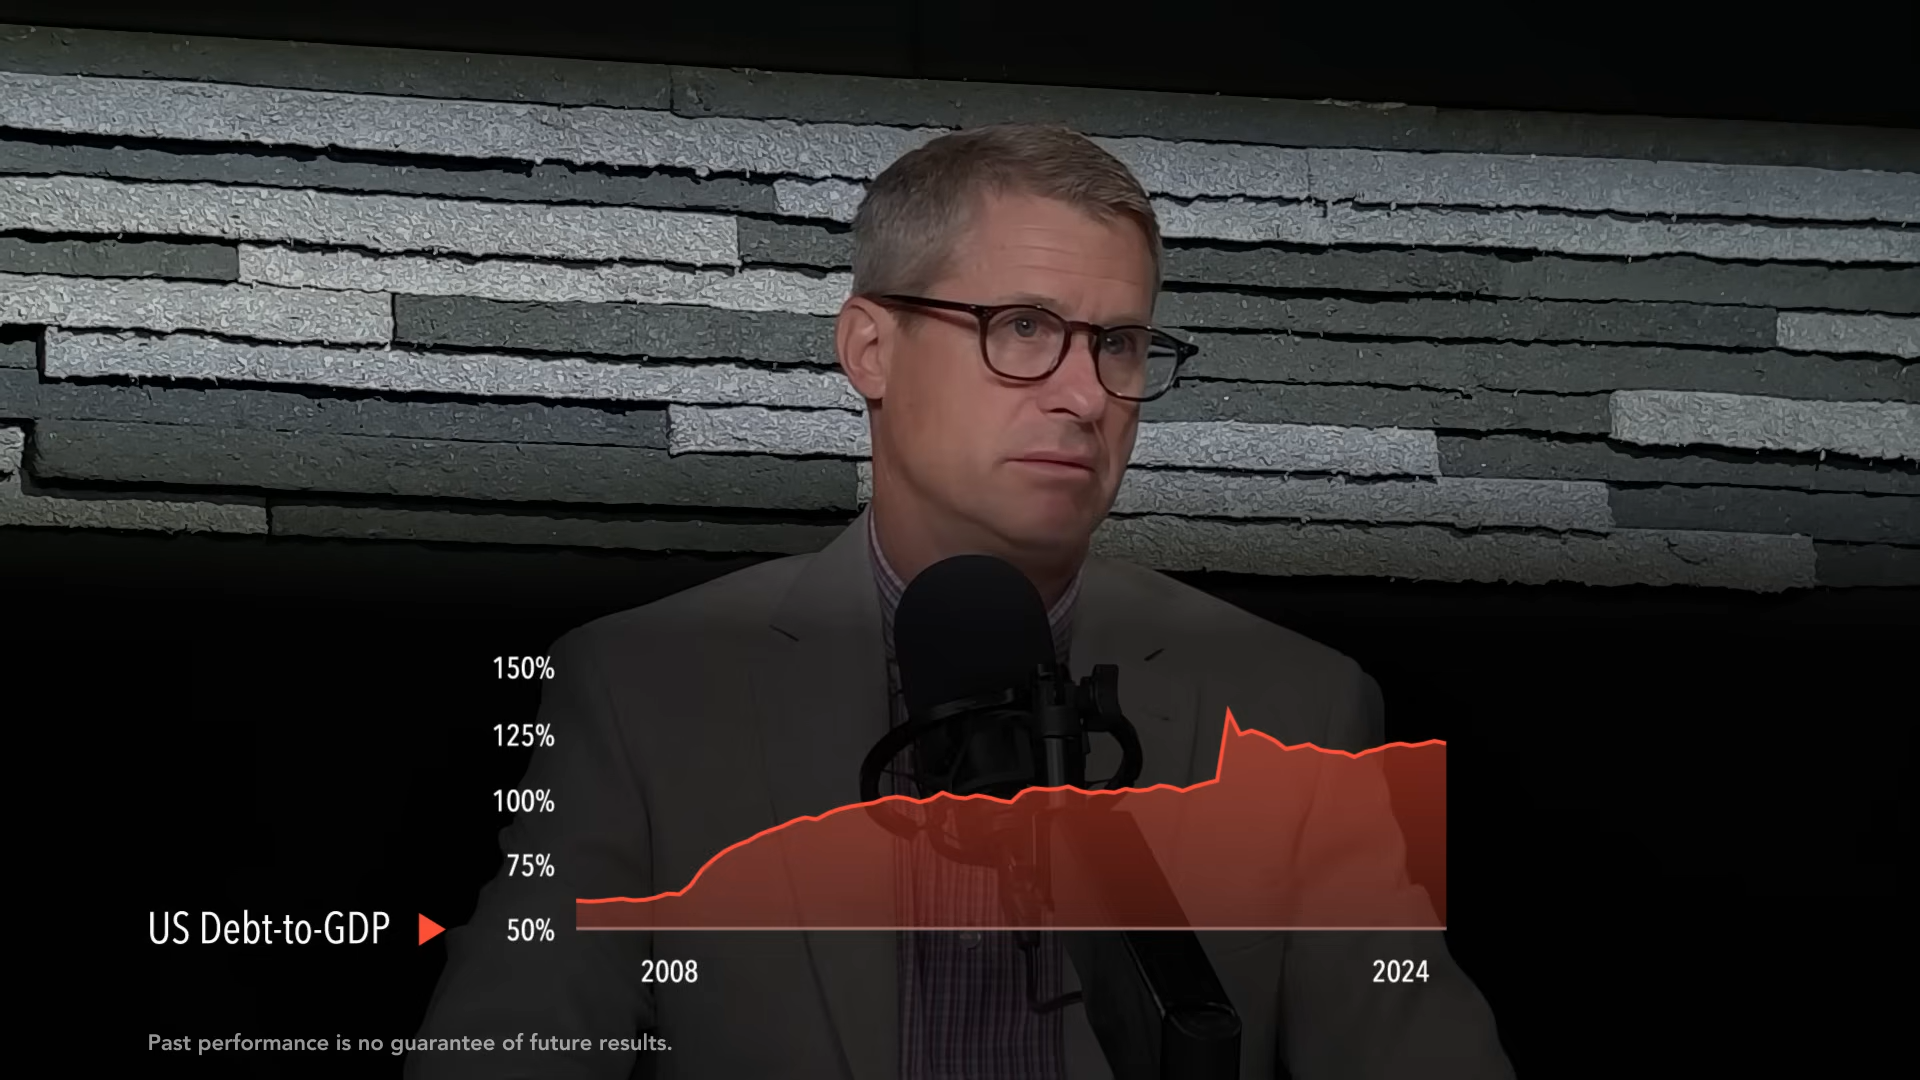 150%
125%
100%
75%
US Debt-to-GDP 50%
2008 2024
Past performance is no guarantee of future results.